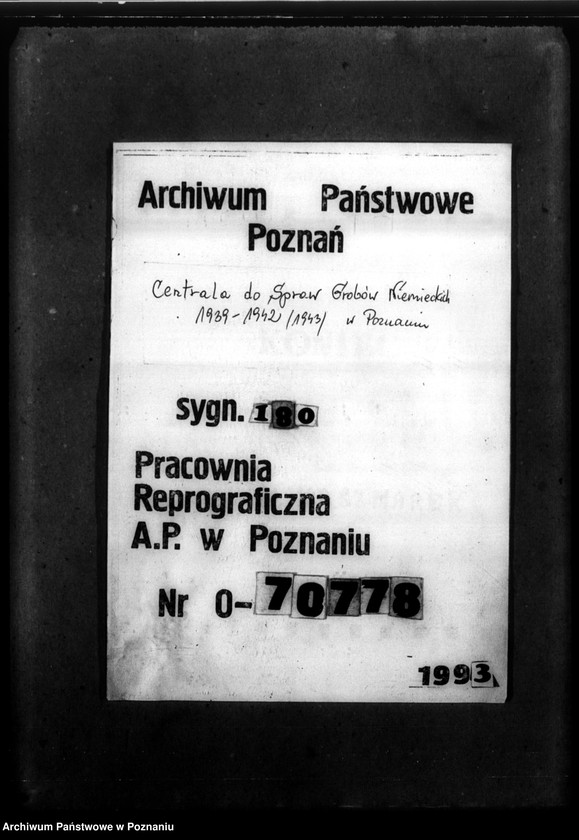 Archiwum Państwowe
Poznań
Centrala do Spraw Grobów Niemieckich
1939-1942/1943/ w Poznaniu
sygn. 180
Pracownia
Reprograficzna
A.P. w Poznaniu
Nr 0-70778
1993
Archiwum Państwowe w Poznaniu